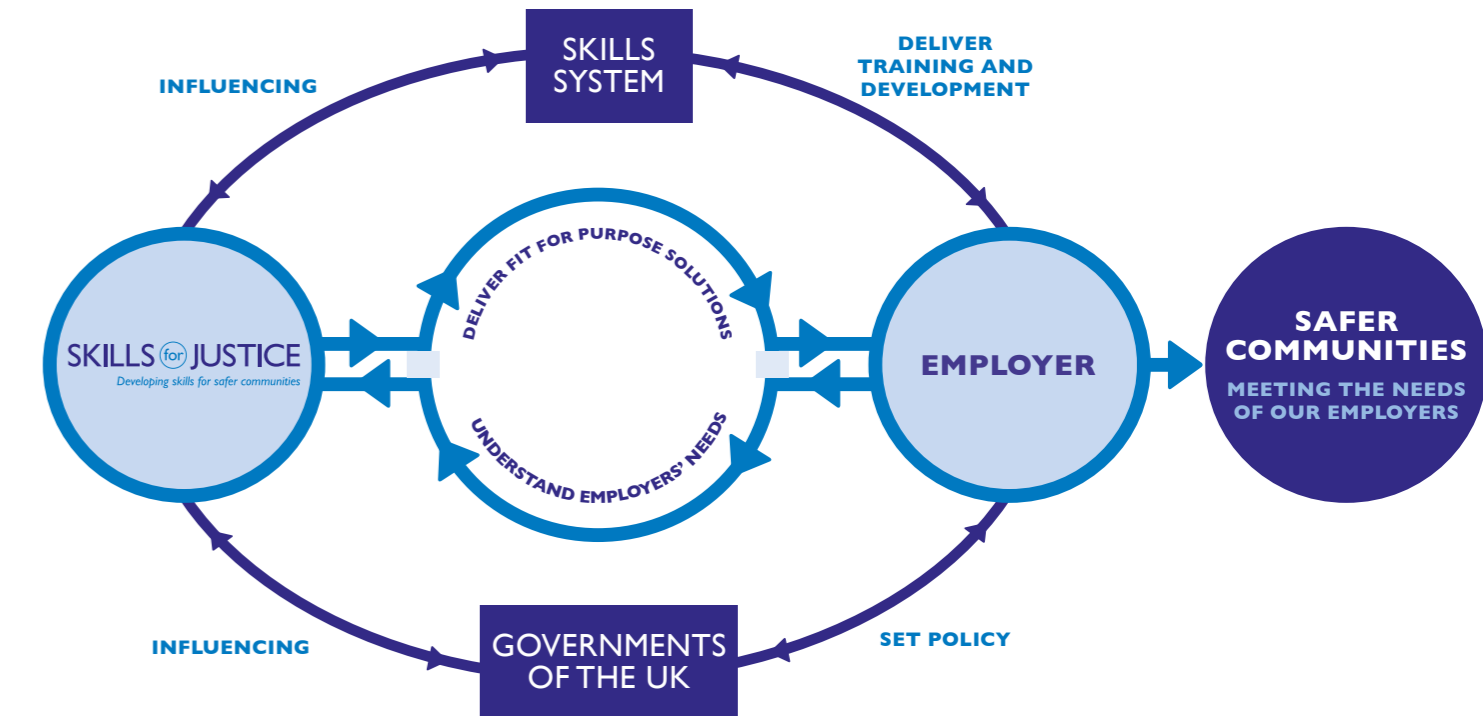 SKILLS
SYSTEM
INFLUENCING
DELIVER
TRAINING AND
DEVELOPMENT
DELIVER FIT FOR PURPOSE SOLUTIONS
SKILLS for JUSTICE
Developing skills for safer communities
EMPLOYER
SAFER
COMMUNITIES
MEETING THE NEEDS
OF OUR EMPLOYERS
UNDERSTAND EMPLOYERS' NEEDS
INFLUENCING
GOVERNMENTS
OF THE UK
SET POLICY